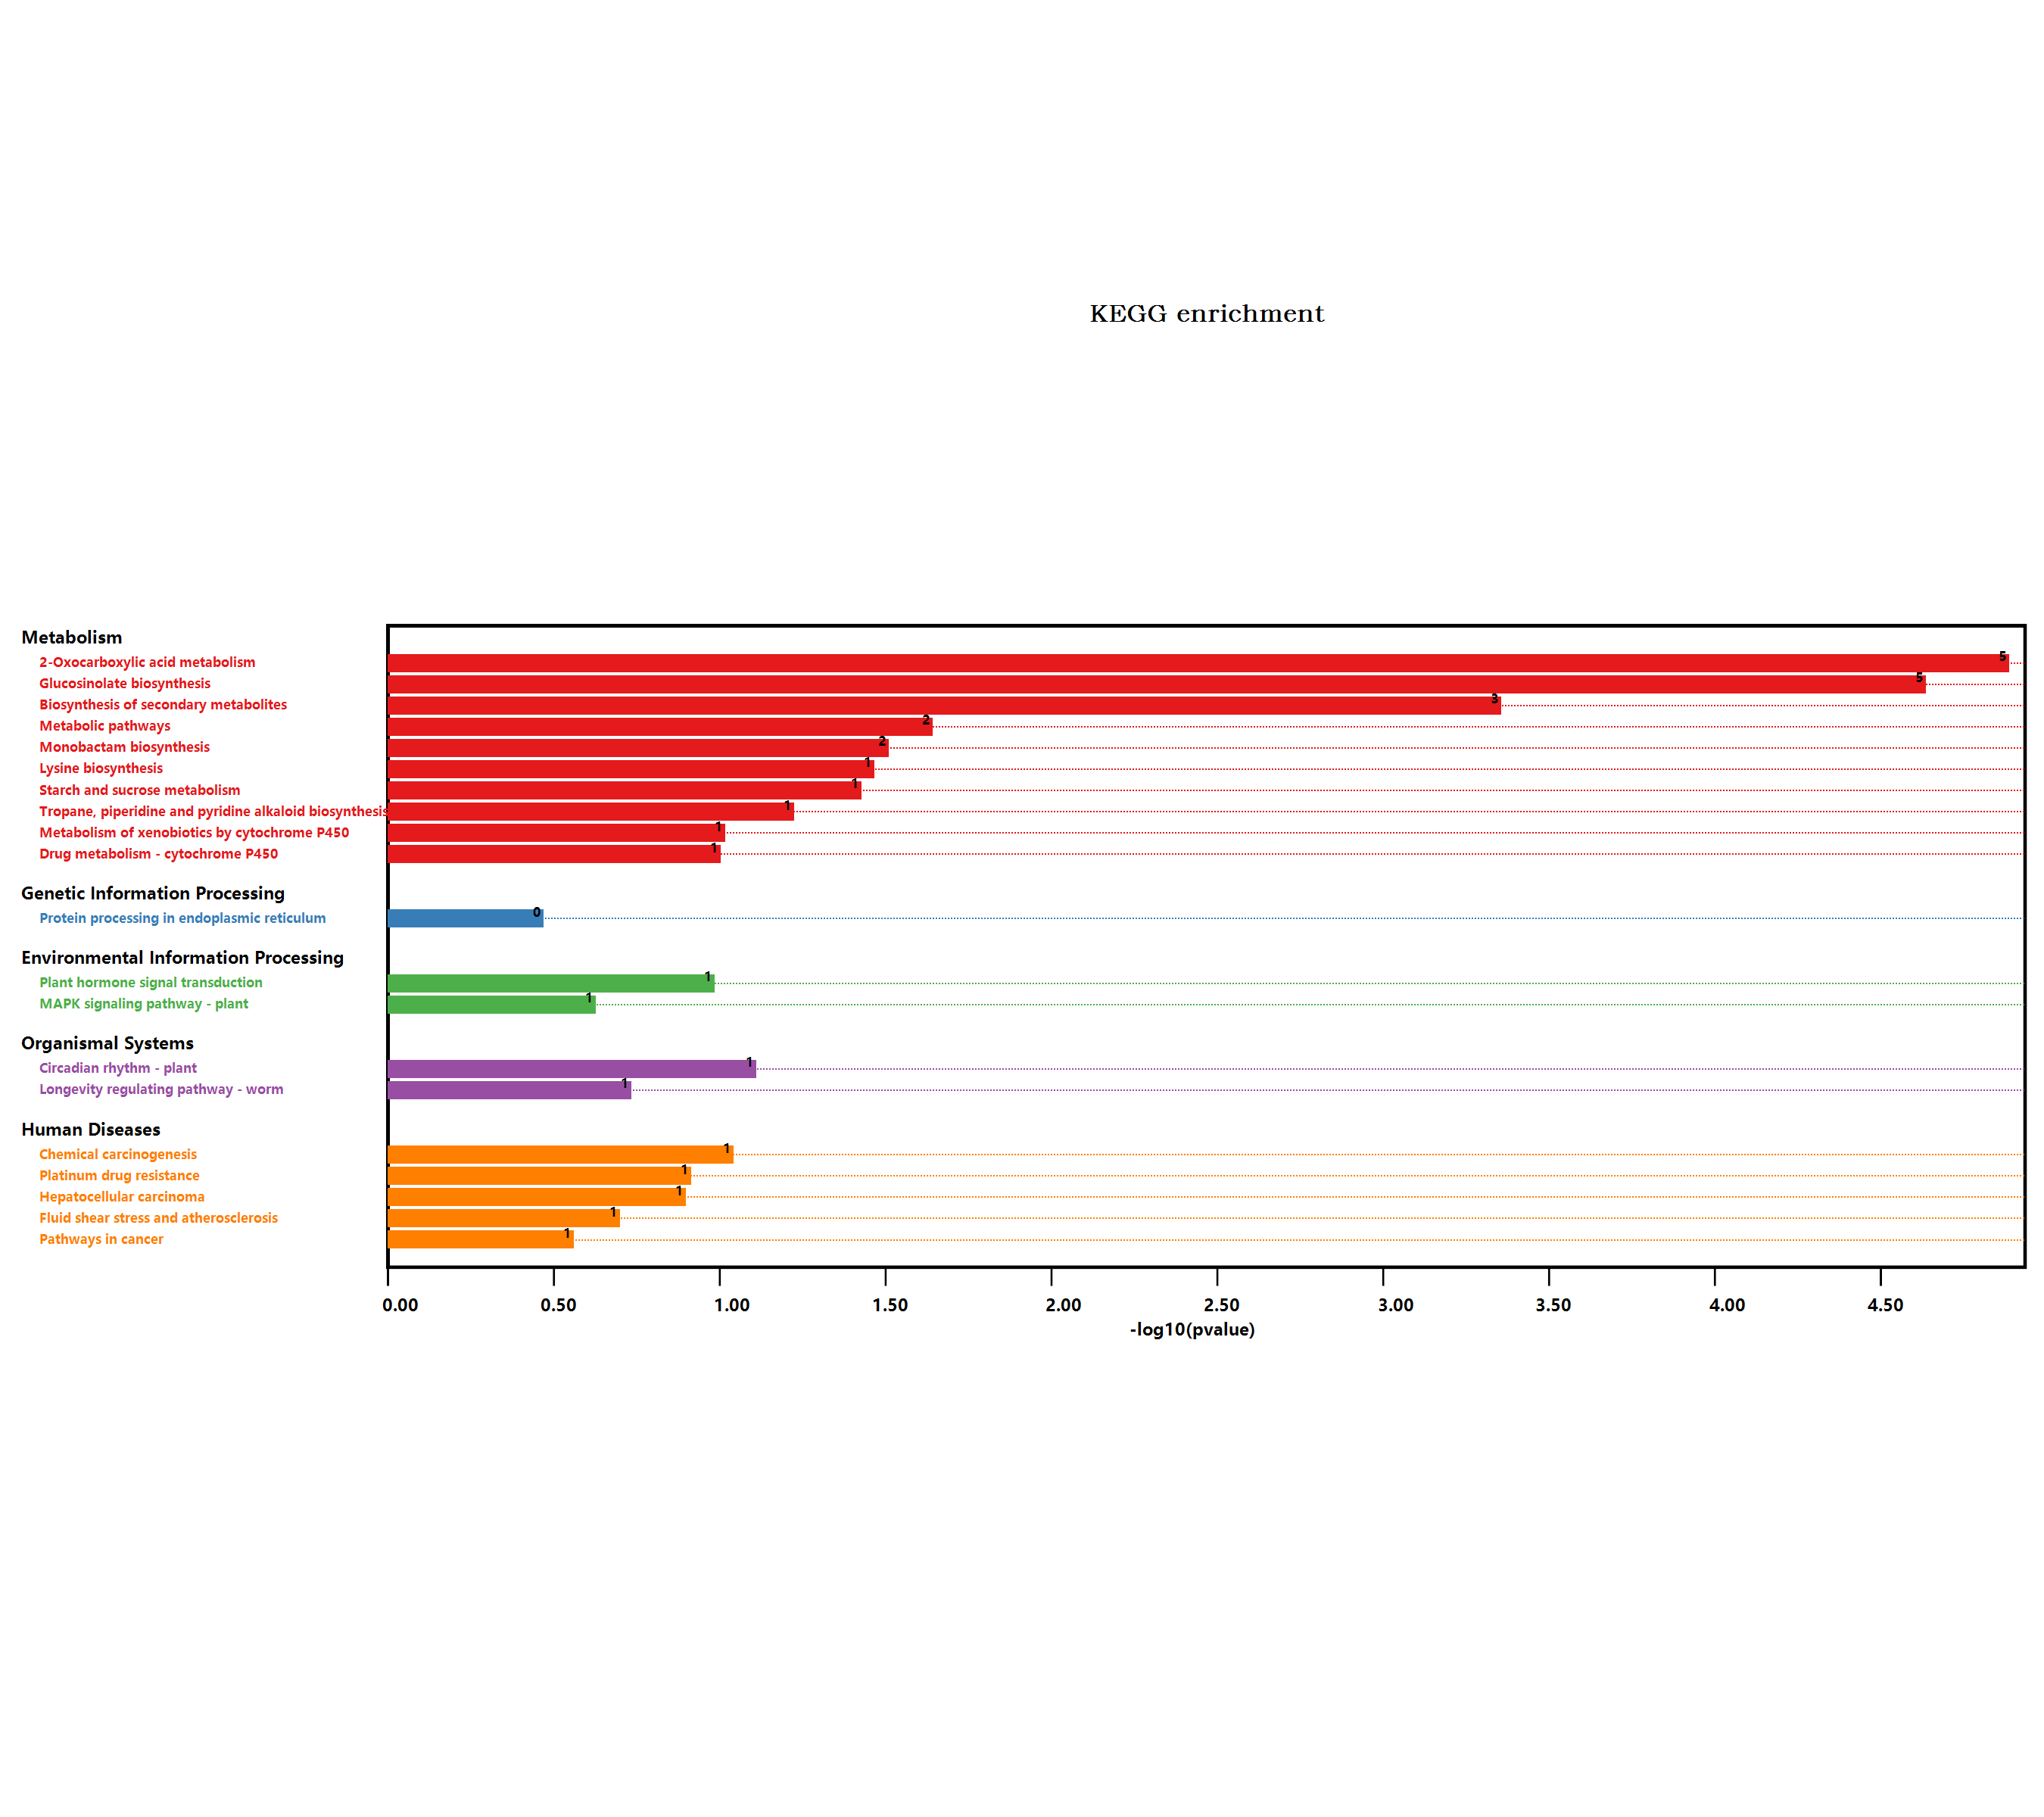 KEGG enrichment
Metabolism
2-Oxocarboxylic acid metabolism 5
Glucosinolate biosynthesis 5
Biosynthesis of secondary metabolites 3
Metabolic pathways 2
Monobactam biosynthesis 2
Lysine biosynthesis 1
Starch and sucrose metabolism 1
Tropane, piperidine and pyridine alkaloid biosynthesis 1
Metabolism of xenobiotics by cytochrome P450 1
Drug metabolism - cytochrome P450 1
Genetic Information Processing
Protein processing in endoplasmic reticulum 0
Environmental Information Processing
Plant hormone signal transduction 1
MAPK signaling pathway - plant 1
Organismal Systems
Circadian rhythm - plant 1
Longevity regulating pathway - worm 1
Human Diseases
Chemical carcinogenesis 1
Platinum drug resistance 1
Hepatocellular carcinoma 1
Fluid shear stress and atherosclerosis 1
Pathways in cancer 1
0.00 0.50 1.00 1.50 2.00 2.50 3.00 3.50 4.00 4.50
-log10(pvalue)